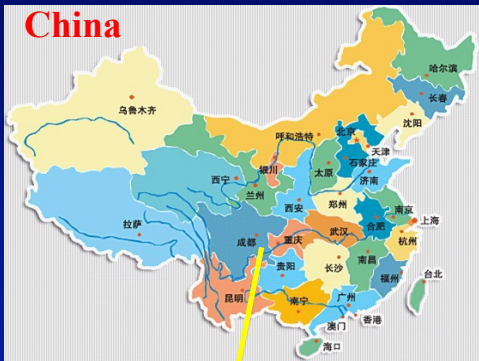 China
哈尔滨
长春
乌鲁木齐
沈阳
呼和浩特
北京
天津
银川
石家庄
太原
西宁
济南
兰州
郑州
西安
南京
上海
拉萨
合肥
武汉
成都
重庆
杭州
南昌
长沙
贵阳
台北
福州
昆明
南宁
广州
澳门
香港
海口